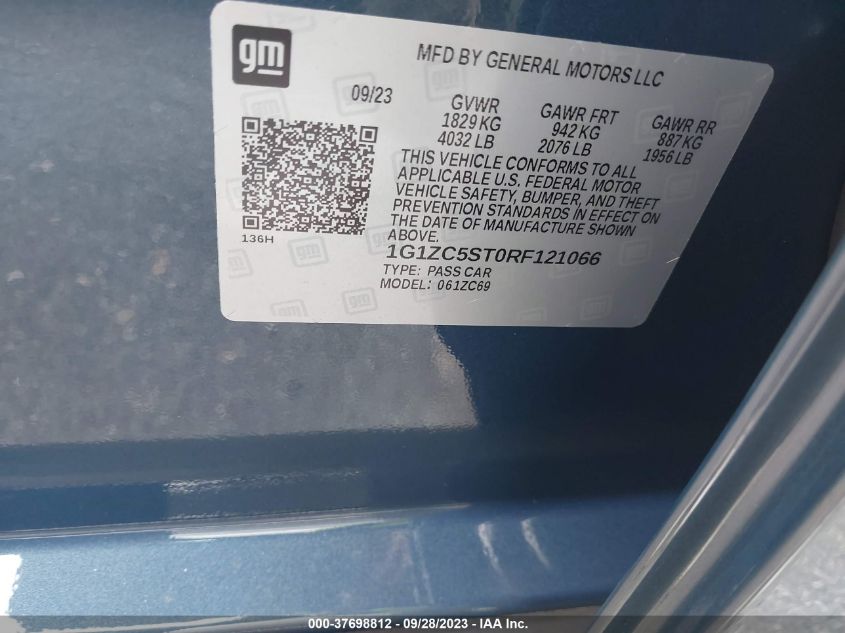 gm
MFD BY GENERAL MOTORS LLC
09/23
GVWR
1829 KG
4032 LB
GAWR FRT
942 KG
2076 LB
GAWR RR
887 KG
1956 LB
THIS VEHICLE CONFORMS TO ALL
APPLICABLE U.S. FEDERAL MOTOR
VEHICLE SAFETY, BUMPER, AND THEFT
PREVENTION STANDARDS IN EFFECT ON
THE DATE OF MANUFACTURE SHOWN
ABOVE.
136H
1G1ZC5ST0RF121066
TYPE: PASS CAR
MODEL: 061ZC69
000-37698812 - 09/28/2023 - IAA Inc.